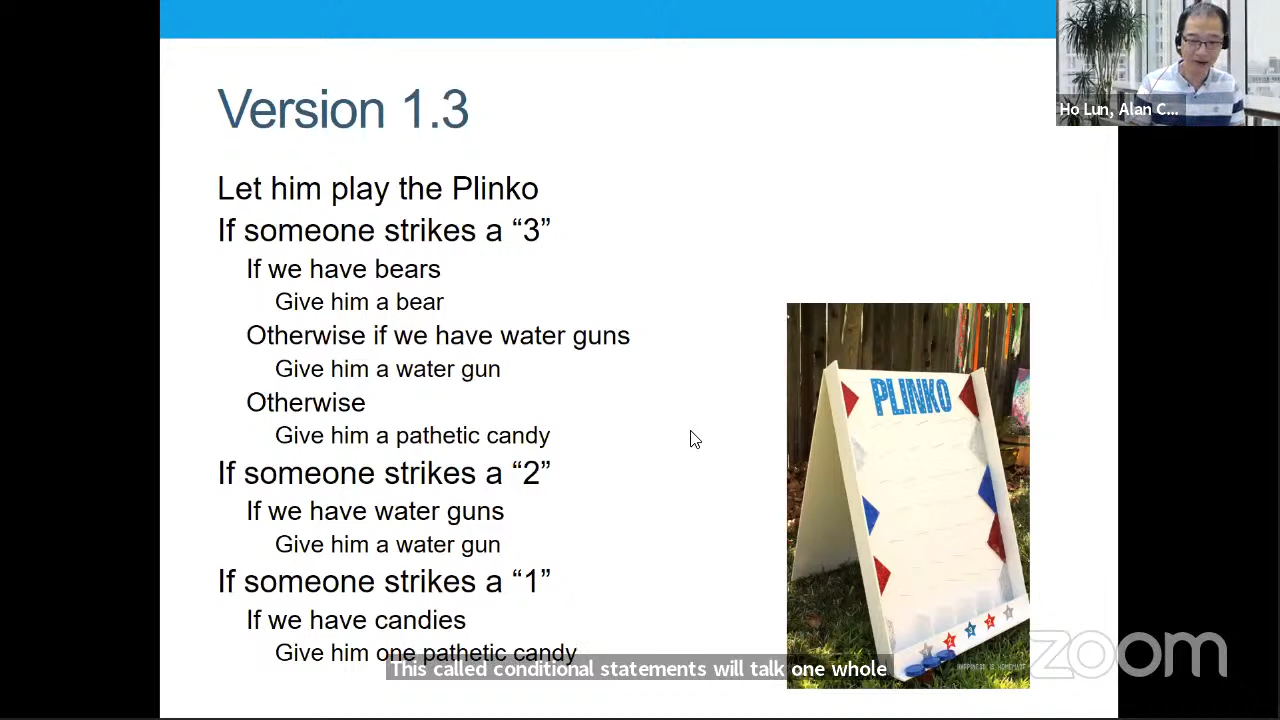 Version 1.3
Let him play the Plinko
If someone strikes a “3”
If we have bears
Give him a bear
Otherwise if we have water guns
Give him a water gun
Otherwise
Give him a pathetic candy
If someone strikes a “2”
If we have water guns
Give him a water gun
If someone strikes a “1”
If we have candies
Give him one pathetic candy
This called conditional statements will talk one whole
Ho Lun, Alan C...
PLINKO
HAPPINESS IS HOMEMADE
zoom